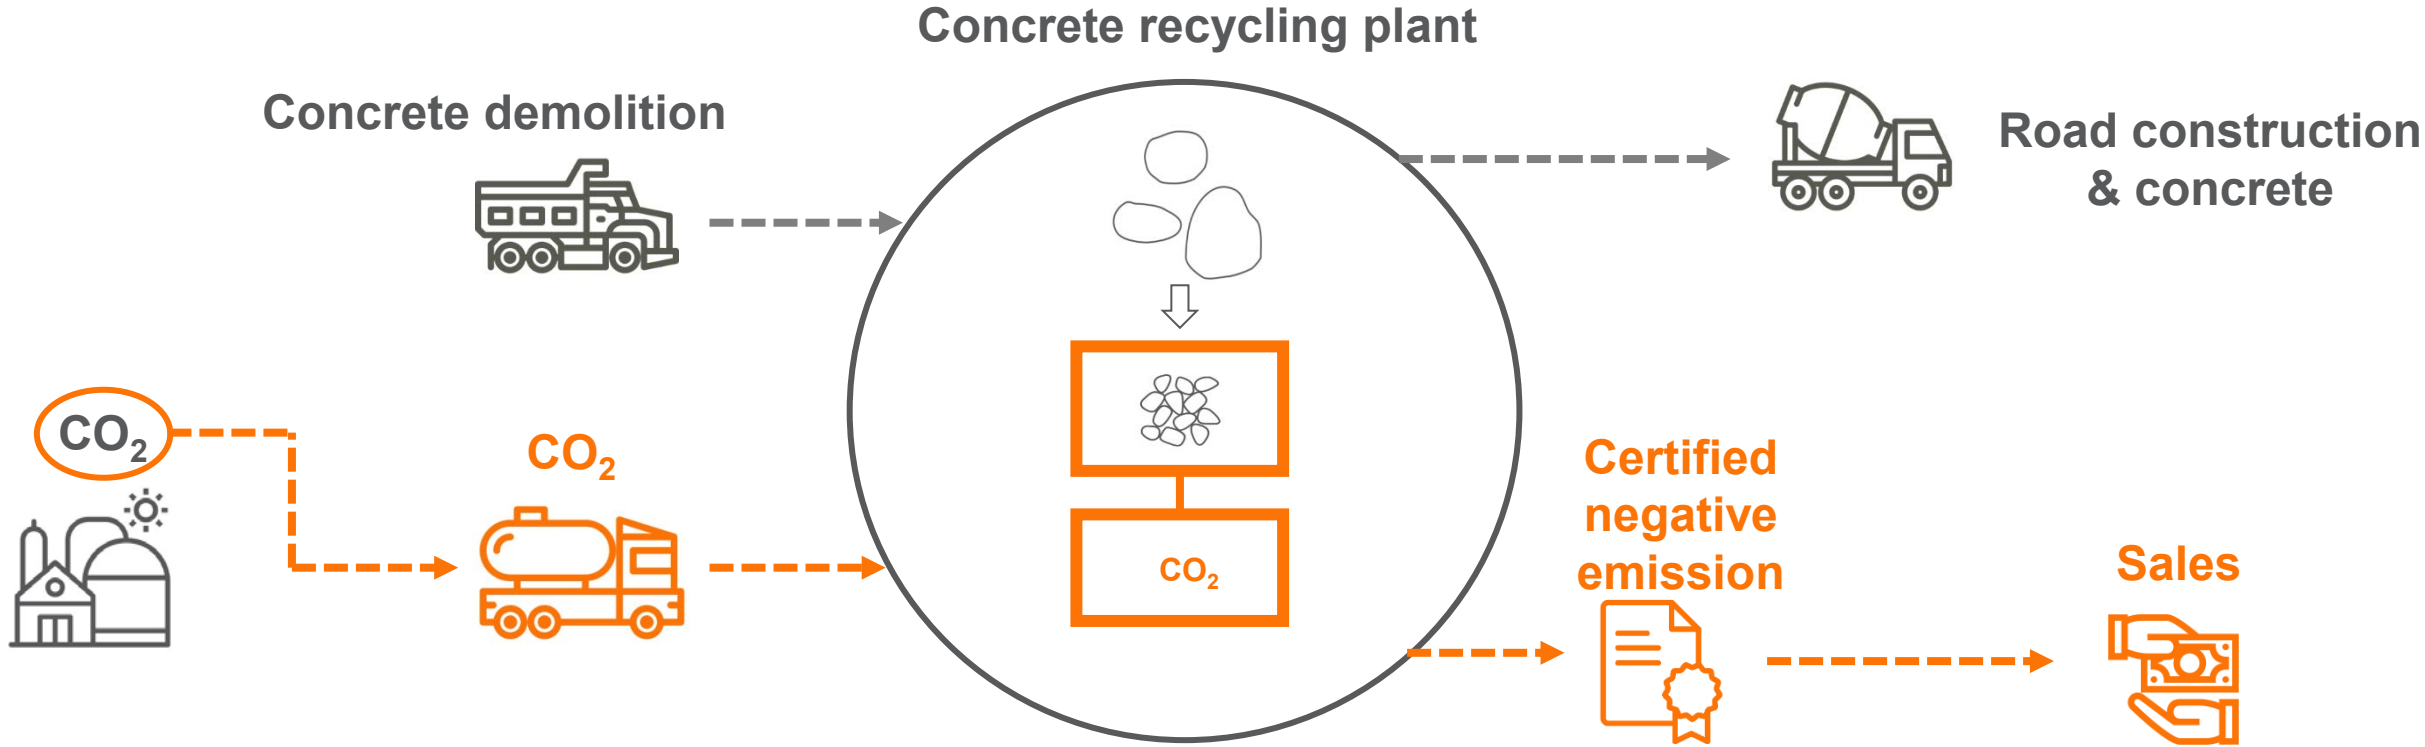 Concrete recycling plant
Concrete demolition
Road construction
& concrete
CO₂
CO₂
CO₂
Certified
negative
emission
Sales